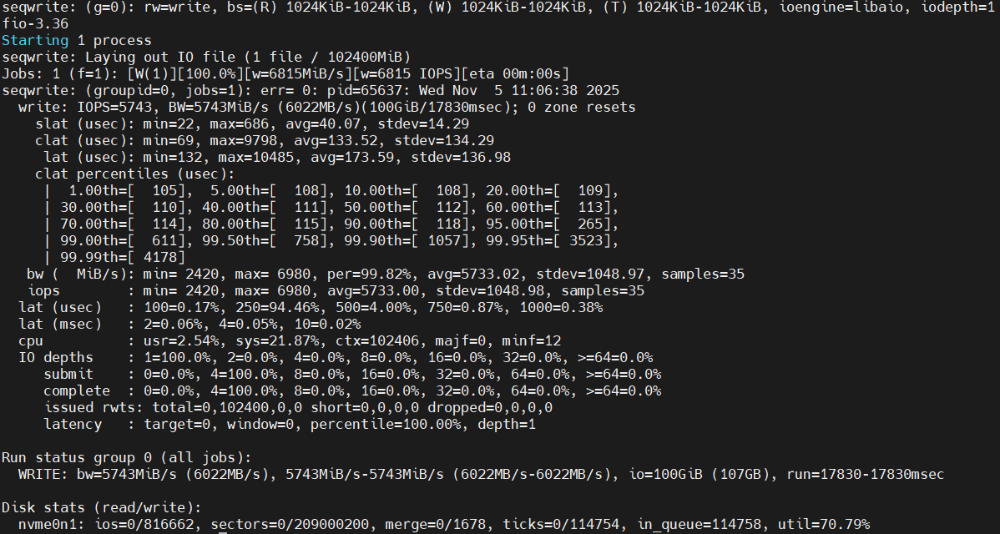 seqwrite: (g=0): rw=write, bs=(R) 1024KiB-1024KiB, (W) 1024KiB-1024KiB, (T) 1024KiB-1024KiB, ioengine=libaio, iodepth=1
fio-3.36
Starting 1 process
seqwrite: Laying out IO file (1 file / 102400MiB)
Jobs: 1 (f=1): [W(1)][100.0%][w=6815MiB/s][w=6815 IOPS][eta 00m:00s]
seqwrite: (groupid=0, jobs=1): err= 0: pid=65637: Wed Nov  5 11:06:38 2025
  write: IOPS=5743, BW=5743MiB/s (6022MB/s)(100GiB/17830msec); 0 zone resets
    slat (usec): min=22, max=686, avg=40.07, stdev=14.29
    clat (usec): min=69, max=9798, avg=133.52, stdev=134.29
     lat (usec): min=132, max=10485, avg=173.59, stdev=136.98
    clat percentiles (usec):
     |  1.00th=[  105],  5.00th=[  108], 10.00th=[  108], 20.00th=[  109],
     | 30.00th=[  110], 40.00th=[  111], 50.00th=[  112], 60.00th=[  113],
     | 70.00th=[  114], 80.00th=[  115], 90.00th=[  118], 95.00th=[  265],
     | 99.00th=[  611], 99.50th=[  758], 99.90th=[ 1057], 99.95th=[ 3523],
     | 99.99th=[ 4178]
   bw (  MiB/s): min= 2420, max= 6980, per=99.82%, avg=5733.02, stdev=1048.97, samples=35
   iops        : min= 2420, max= 6980, avg=5733.00, stdev=1048.98, samples=35
  lat (usec)   : 100=0.17%, 250=94.46%, 500=4.00%, 750=0.87%, 1000=0.38%
  lat (msec)   : 2=0.06%, 4=0.05%, 10=0.02%
  cpu          : usr=2.54%, sys=21.87%, ctx=102406, majf=0, minf=12
  IO depths    : 1=100.0%, 2=0.0%, 4=0.0%, 8=0.0%, 16=0.0%, 32=0.0%, >=64=0.0%
     submit    : 0=0.0%, 4=100.0%, 8=0.0%, 16=0.0%, 32=0.0%, 64=0.0%, >=64=0.0%
     complete  : 0=0.0%, 4=100.0%, 8=0.0%, 16=0.0%, 32=0.0%, 64=0.0%, >=64=0.0%
     issued rwts: total=0,102400,0,0 short=0,0,0,0 dropped=0,0,0,0
     latency   : target=0, window=0, percentile=100.00%, depth=1

Run status group 0 (all jobs):
  WRITE: bw=5743MiB/s (6022MB/s), 5743MiB/s-5743MiB/s (6022MB/s-6022MB/s), io=100GiB (107GB), run=17830-17830msec

Disk stats (read/write):
  nvme0n1: ios=0/816662, sectors=0/209000200, merge=0/1678, ticks=0/114754, in_queue=114758, util=70.79%